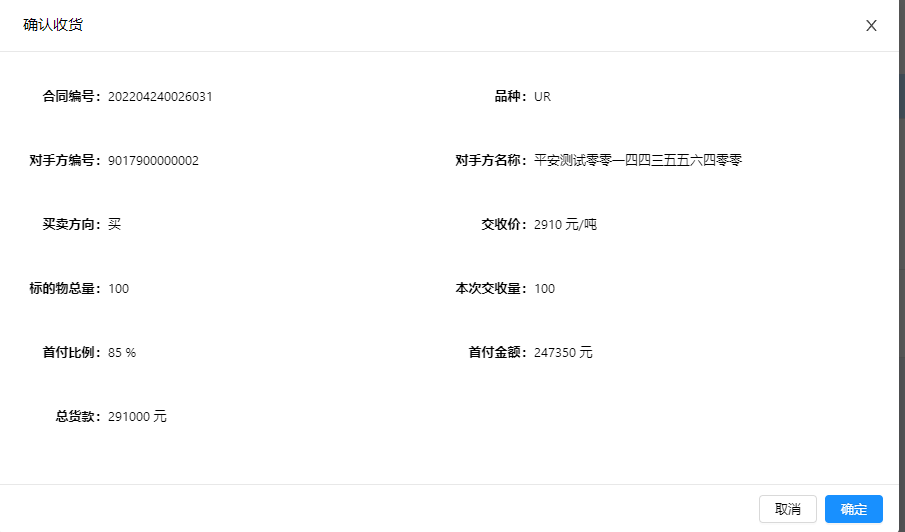 确认收货
合同编号：202204240026031 品种：UR
对手方编号：9017900000002 对手方名称：平安测试零零一四四三五五六四零零
买卖方向：买 交收价：2910 元/吨
标的物总量：100 本次交收量：100
首付比例：85 % 首付金额：247350 元
总货款：291000 元
取消 确定